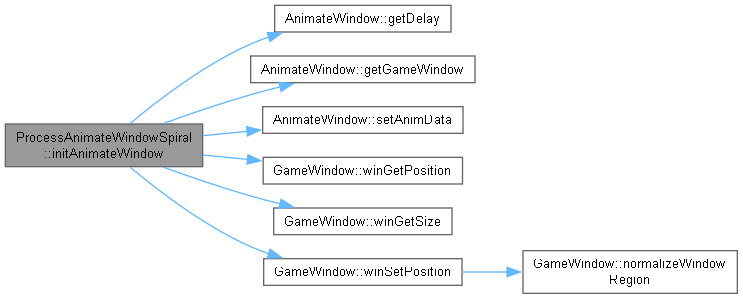 AnimateWindow::getDelay
AnimateWindow::getGameWindow
ProcessAnimateWindowSpiral
::initAnimateWindow
AnimateWindow::setAnimData
GameWindow::winGetPosition
GameWindow::winGetSize
GameWindow::winSetPosition
GameWindow::normalizeWindow
Region